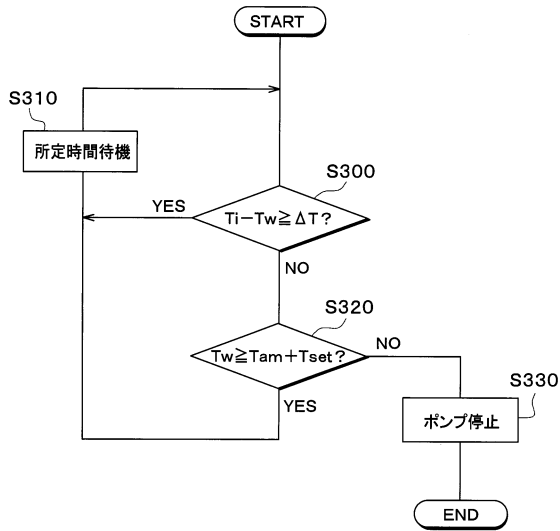 START
S310
所定時間待機
S300
YES
Ti−Tw≧ΔT?
NO
S320
Tw≧Tam+Tset?
NO
YES
S330
ポンプ停止
END